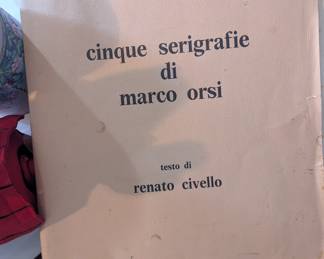 cinque serigrafie
di
marco orsi
testo di
renato civello